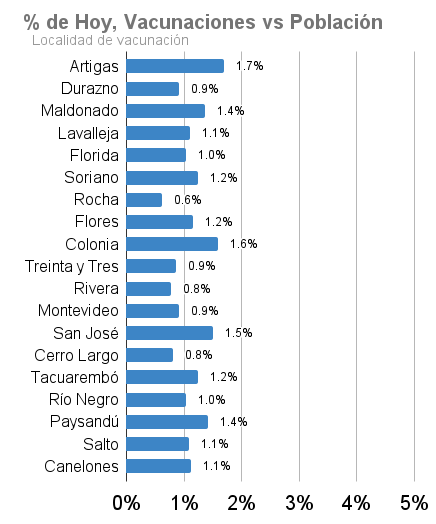 % de Hoy, Vacunaciones vs Población
Localidad de vacunación
Artigas 1.7%
Durazno 0.9%
Maldonado 1.4%
Lavalleja 1.1%
Florida 1.0%
Soriano 1.2%
Rocha 0.6%
Flores 1.2%
Colonia 1.6%
Treinta y Tres 0.9%
Rivera 0.8%
Montevideo 0.9%
San José 1.5%
Cerro Largo 0.8%
Tacuarembó 1.2%
Río Negro 1.0%
Paysandú 1.4%
Salto 1.1%
Canelones 1.1%
0% 1% 2% 3% 4% 5%